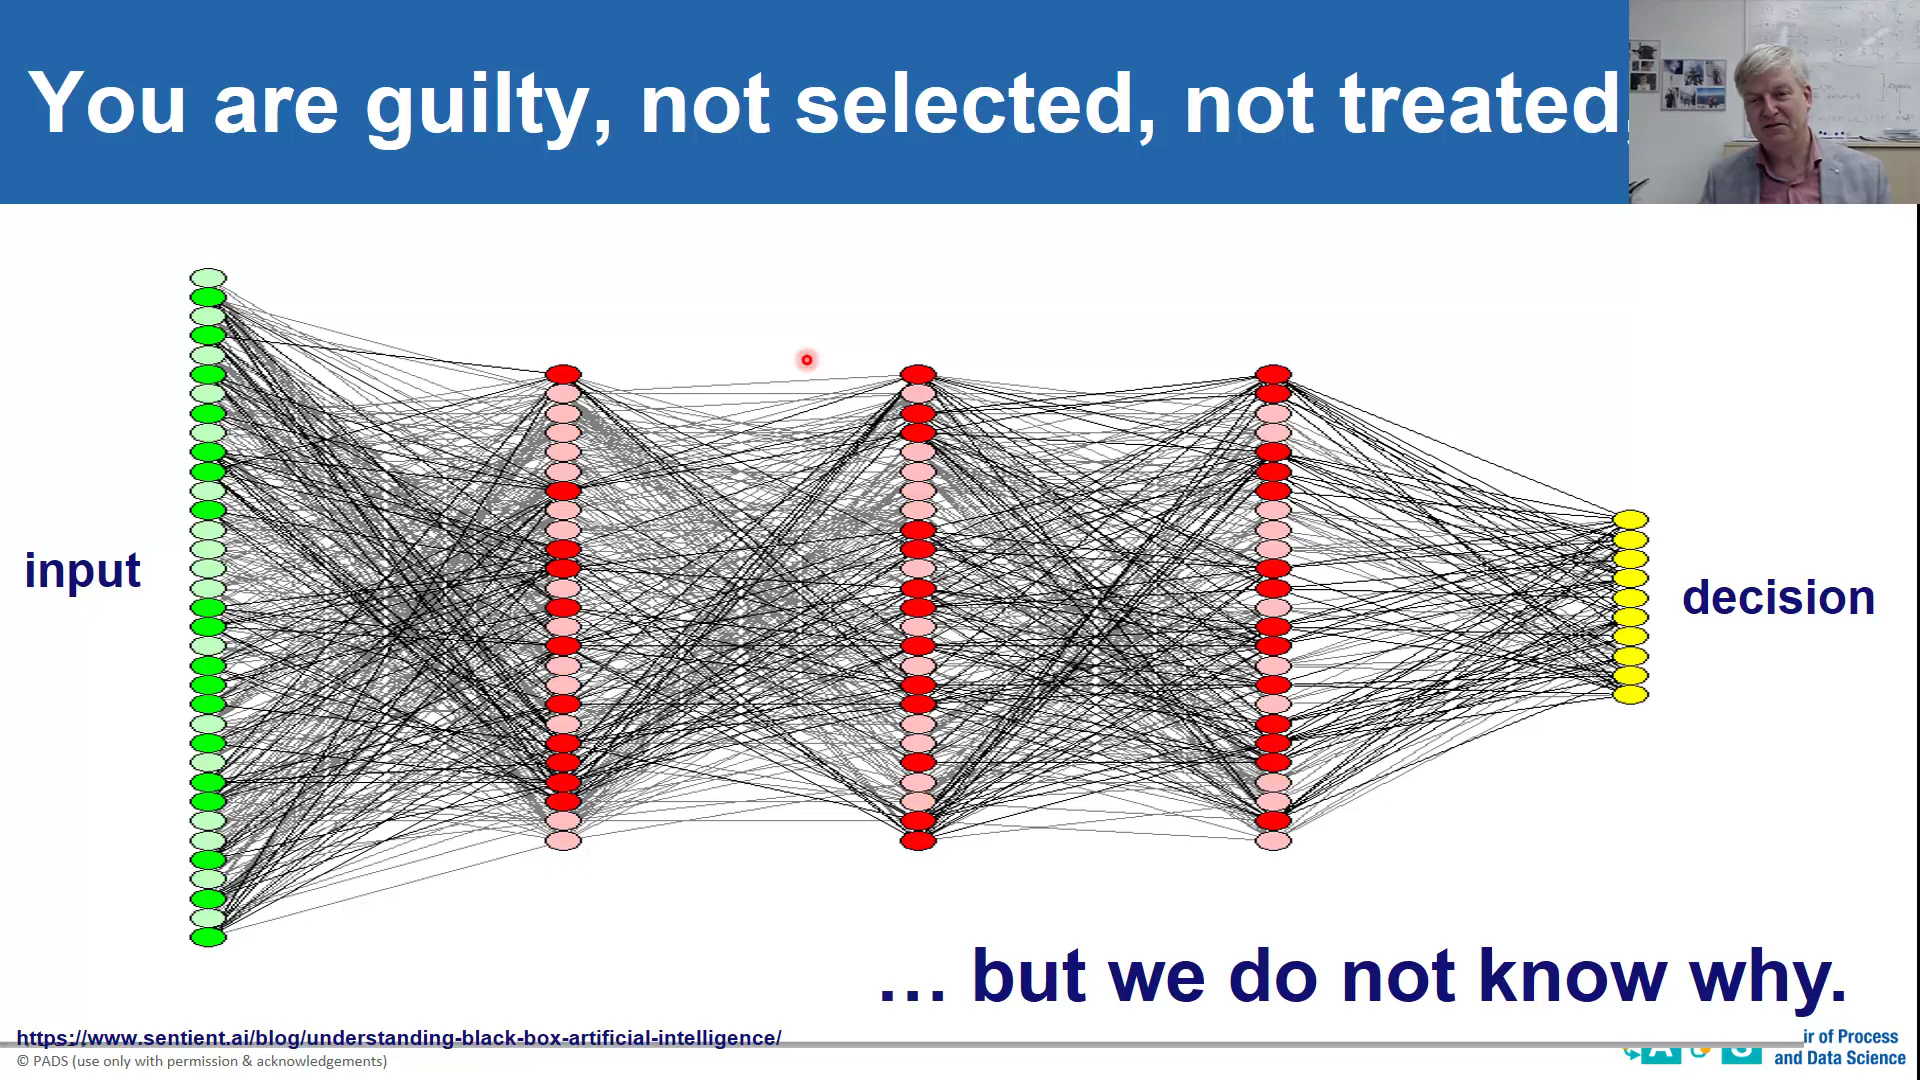 You are guilty, not selected, not treated,
input
decision
… but we do not know why.
https://www.sentient.ai/blog/understanding-black-box-artificial-intelligence/
© PADS (use only with permission & acknowledgements)
ir of Process
and Data Science